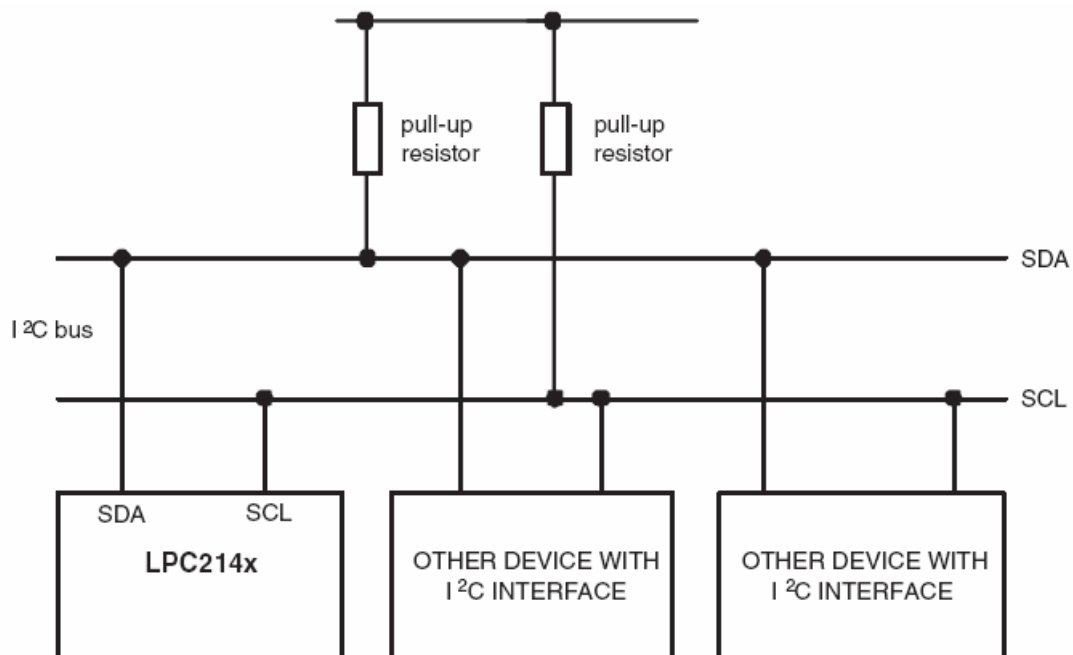 pull-up
resistor
pull-up
resistor
SDA
I ²C bus
SCL
SDA
SCL
LPC214x
OTHER DEVICE WITH
I ²C INTERFACE
OTHER DEVICE WITH
I ²C INTERFACE